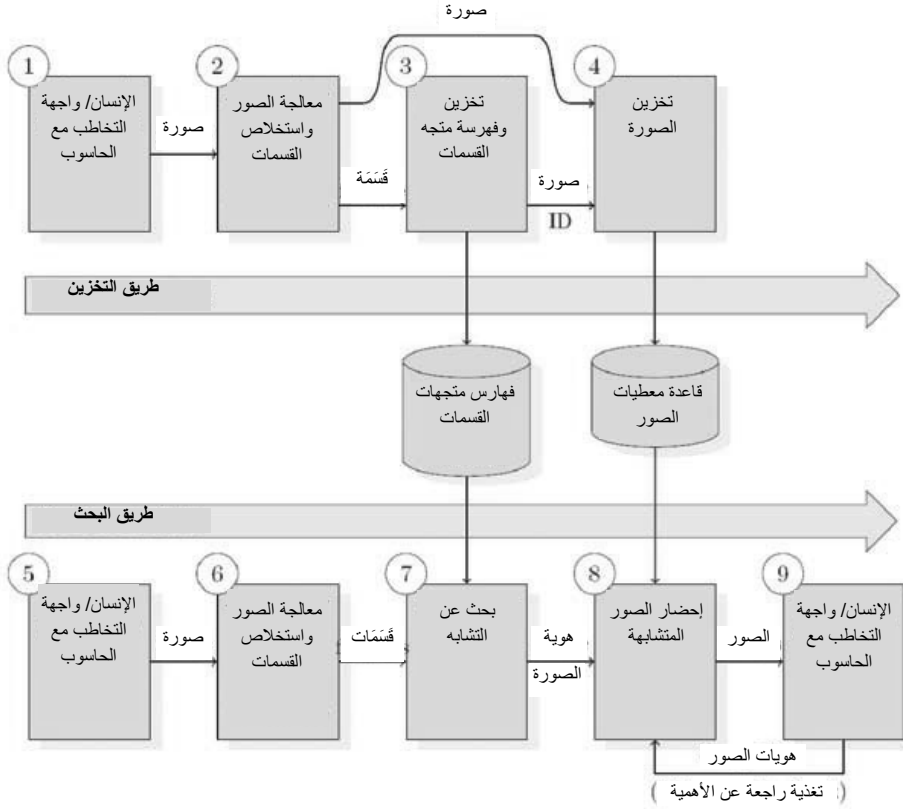 صورة
1
الإنسان/ واجهة
التخاطب مع
الحاسوب
صورة
2
معالجة الصور
واستخلاص
القسمات
قَسَمَة
3
تخزين
وفهرسة متجه
القسمات
صورة
ID
4
تخزين
الصورة
طريق التخزين
فهارس متجهات
القسمات
قاعدة معطيات
الصور
طريق البحث
5
الإنسان/ واجهة
التخاطب مع
الحاسوب
صورة
6
معالجة الصور
واستخلاص
القسمات
قَسَمَات
7
بحث عن
التشابه
هوية
الصورة
8
إحضار الصور
المتشابهة
الصور
9
الإنسان/ واجهة
التخاطب مع
الحاسوب
هويات الصور
( تغذية راجعة عن الأهمية )